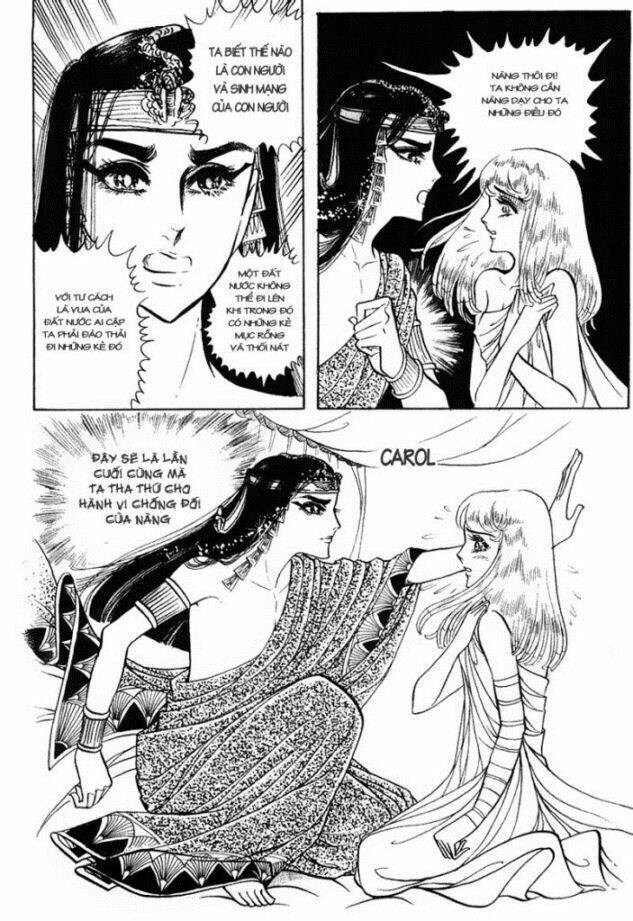 TA BIẾT THẾ NÀO
LÀ CON NGƯỜI
VÀ SINH MẠNG
CỦA CON NGƯỜI
MỘT ĐẤT
NƯỚC KHÔNG
THỂ ĐI LÊN
KHI TRONG ĐÓ
CÓ NHỮNG KẺ
MỤC RỖNG
VÀ THỐI NÁT
VỚI TƯ CÁCH
LÀ VUA CỦA
ĐẤT NƯỚC AI CẬP
TA PHẢI ĐÀO THẢI
ĐI NHỮNG KẺ ĐÓ
NÀNG THÔI ĐI!
TA KHÔNG CẦN
NÀNG DẠY CHO TA
NHỮNG ĐIỀU ĐÓ
ĐÂY SẼ LÀ LẦN
CUỐI CÙNG MÀ
TA THA THỨ CHO
HÀNH VI CHỐNG ĐỐI
CỦA NÀNG
CAROL